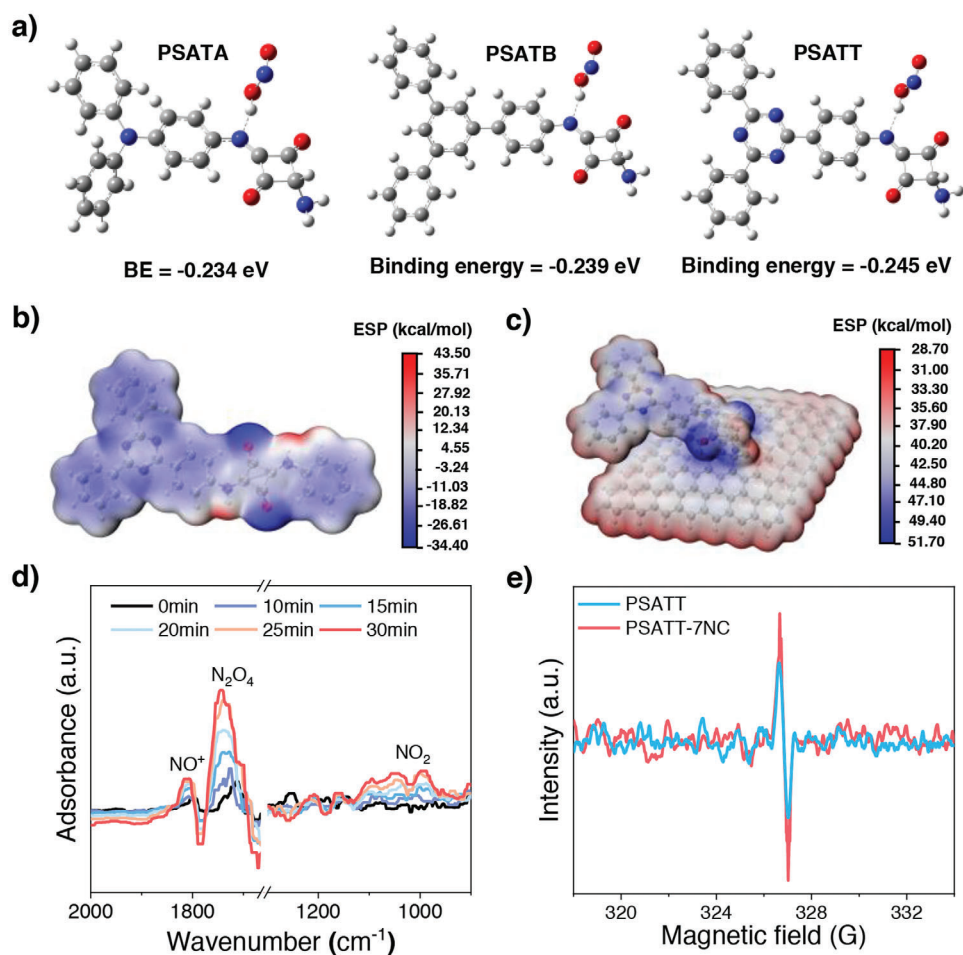 a)
PSATA
PSATB
PSATT
BE = -0.234 eV
Binding energy = -0.239 eV
Binding energy = -0.245 eV
b)
ESP (kcal/mol)
43.50
35.71
27.92
20.13
12.34
4.55
-3.24
-11.03
-18.82
-26.61
-34.40
c)
ESP (kcal/mol)
28.70
31.00
33.30
35.60
37.90
40.20
42.50
44.80
47.10
49.40
51.70
d)
0min 10min 15min
20min 25min 30min
N₂O₄
NO⁺
NO₂
Adsorbance (a.u.)
2000 1800 1200 1000
Wavenumber (cm⁻¹)
e)
PSATT
PSATT-7NC
Intensity (a.u.)
320 324 328 332
Magnetic field (G)